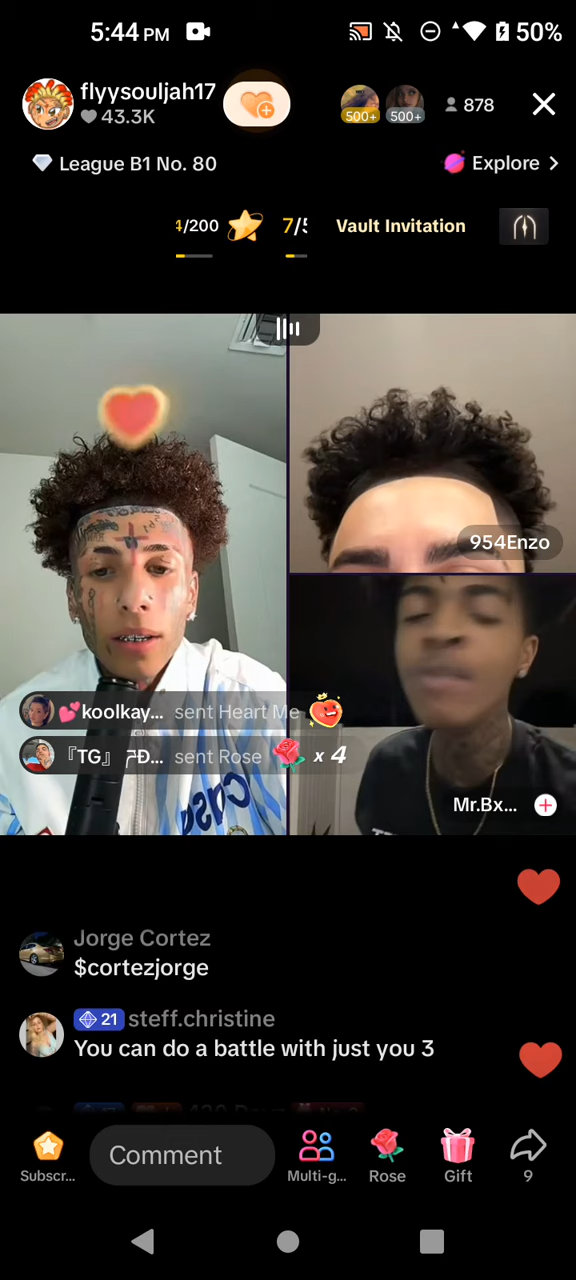 5:44 PM
50%
flyysouljah17
43.3K
500+
500+
878
League B1 No. 80
Explore >
/200
Vault Invitation
954Enzo
koolkay... sent Heart Me
sent Rose x 4
Mr.Bx...
Jorge Cortez
$cortezjorge
21 steff.christine
You can do a battle with just you 3
Subscr...
Comment
Multi-g...
Rose
Gift
9